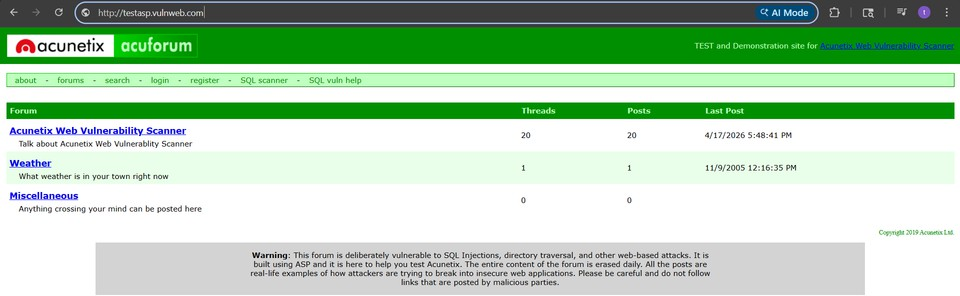 http://testasp.vulnweb.com
AI Mode
1
acunetix acuforum
TEST and Demonstration site for Acunetix Web Vulnerability Scanner
about - forums - search - login - register - SQL scanner - SQL vuln help
Forum Threads Posts Last Post
Acunetix Web Vulnerability Scanner 20 20 4/17/2026 5:48:41 PM
Talk about Acunetix Web Vulnerablity Scanner
Weather 1 1 11/9/2005 12:16:35 PM
What weather is in your town right now
Miscellaneous 0 0
Anything crossing your mind can be posted here
Copyright 2019 Acunetix Ltd.
Warning: This forum is deliberately vulnerable to SQL Injections, directory traversal, and other web-based attacks. It is
built using ASP and it is here to help you test Acunetix. The entire content of the forum is erased daily. All the posts are
real-life examples of how attackers are trying to break into insecure web applications. Please be careful and do not follow
links that are posted by malicious parties.